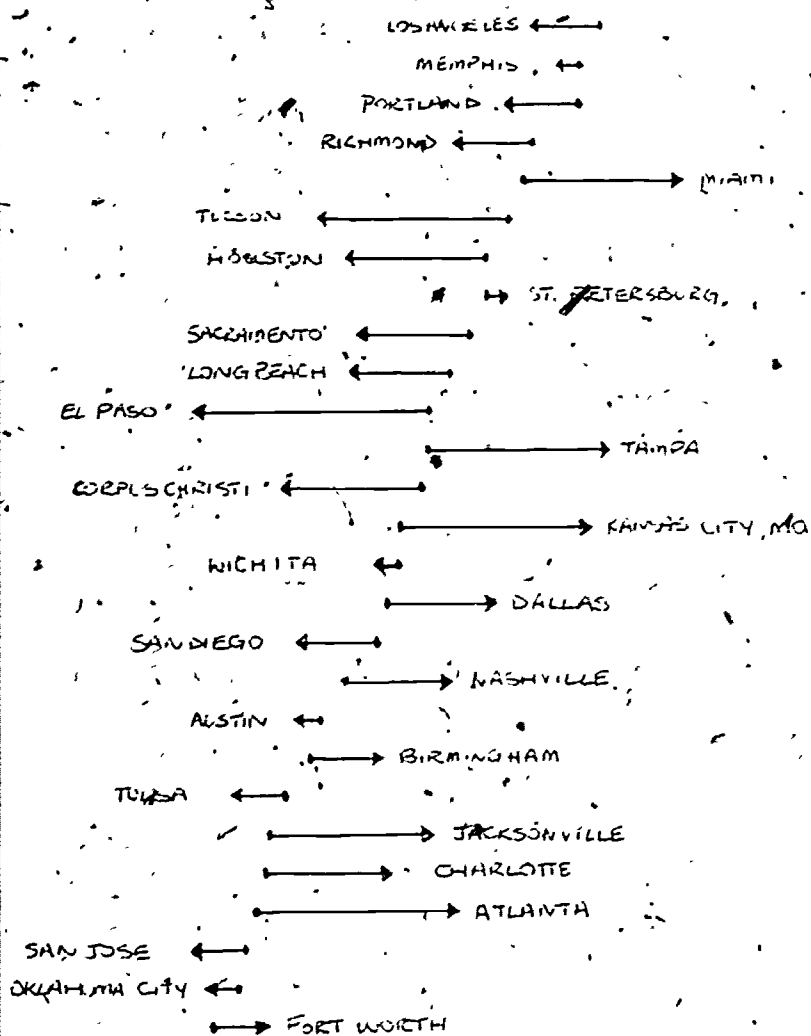 LOS ANGELES
MEMPHIS
PORTLAND
RICHMOND
MIAMI
TUCSON
HOUSTON
ST. PETERSBURG
SACRAMENTO
LONG BEACH
EL PASO
TAMPA
CORPUS CHRISTI
KANSAS CITY, MO
WICHITA
DALLAS
SAN DIEGO
NASHVILLE
AUSTIN
BIRMINGHAM
TULSA
JACKSONVILLE
CHARLOTTE
ATLANTA
SAN JOSE
OKLAHOMA CITY
FORT WORTH